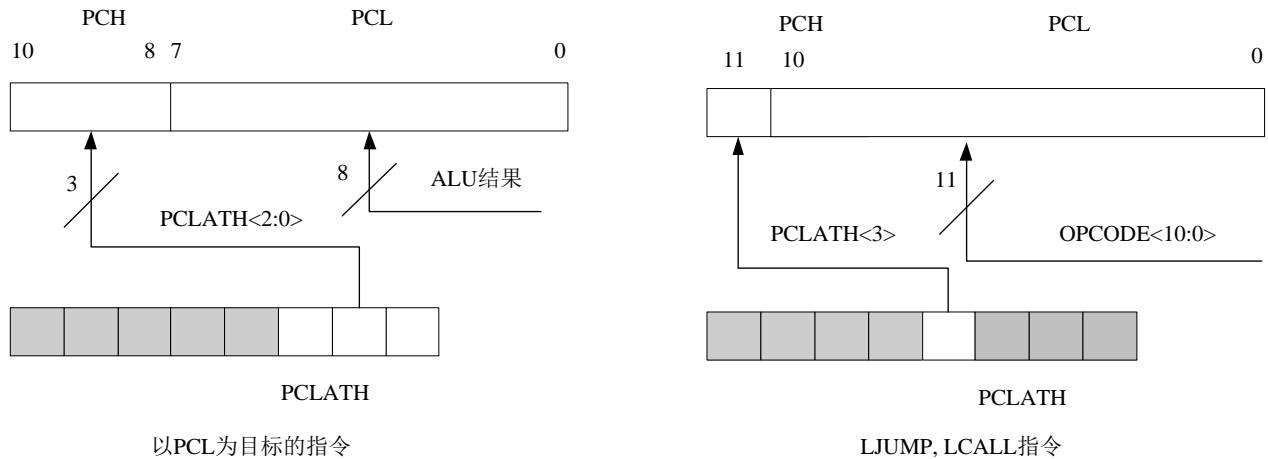 PCH PCL
10 8 7 0
3
8
ALU结果
PCLATH<2:0>
PCLATH
以PCL为目标的指令
PCH PCL
11 10 0
11
PCLATH<3>
OPCODE<10:0>
PCLATH
LJUMP, LCALL指令